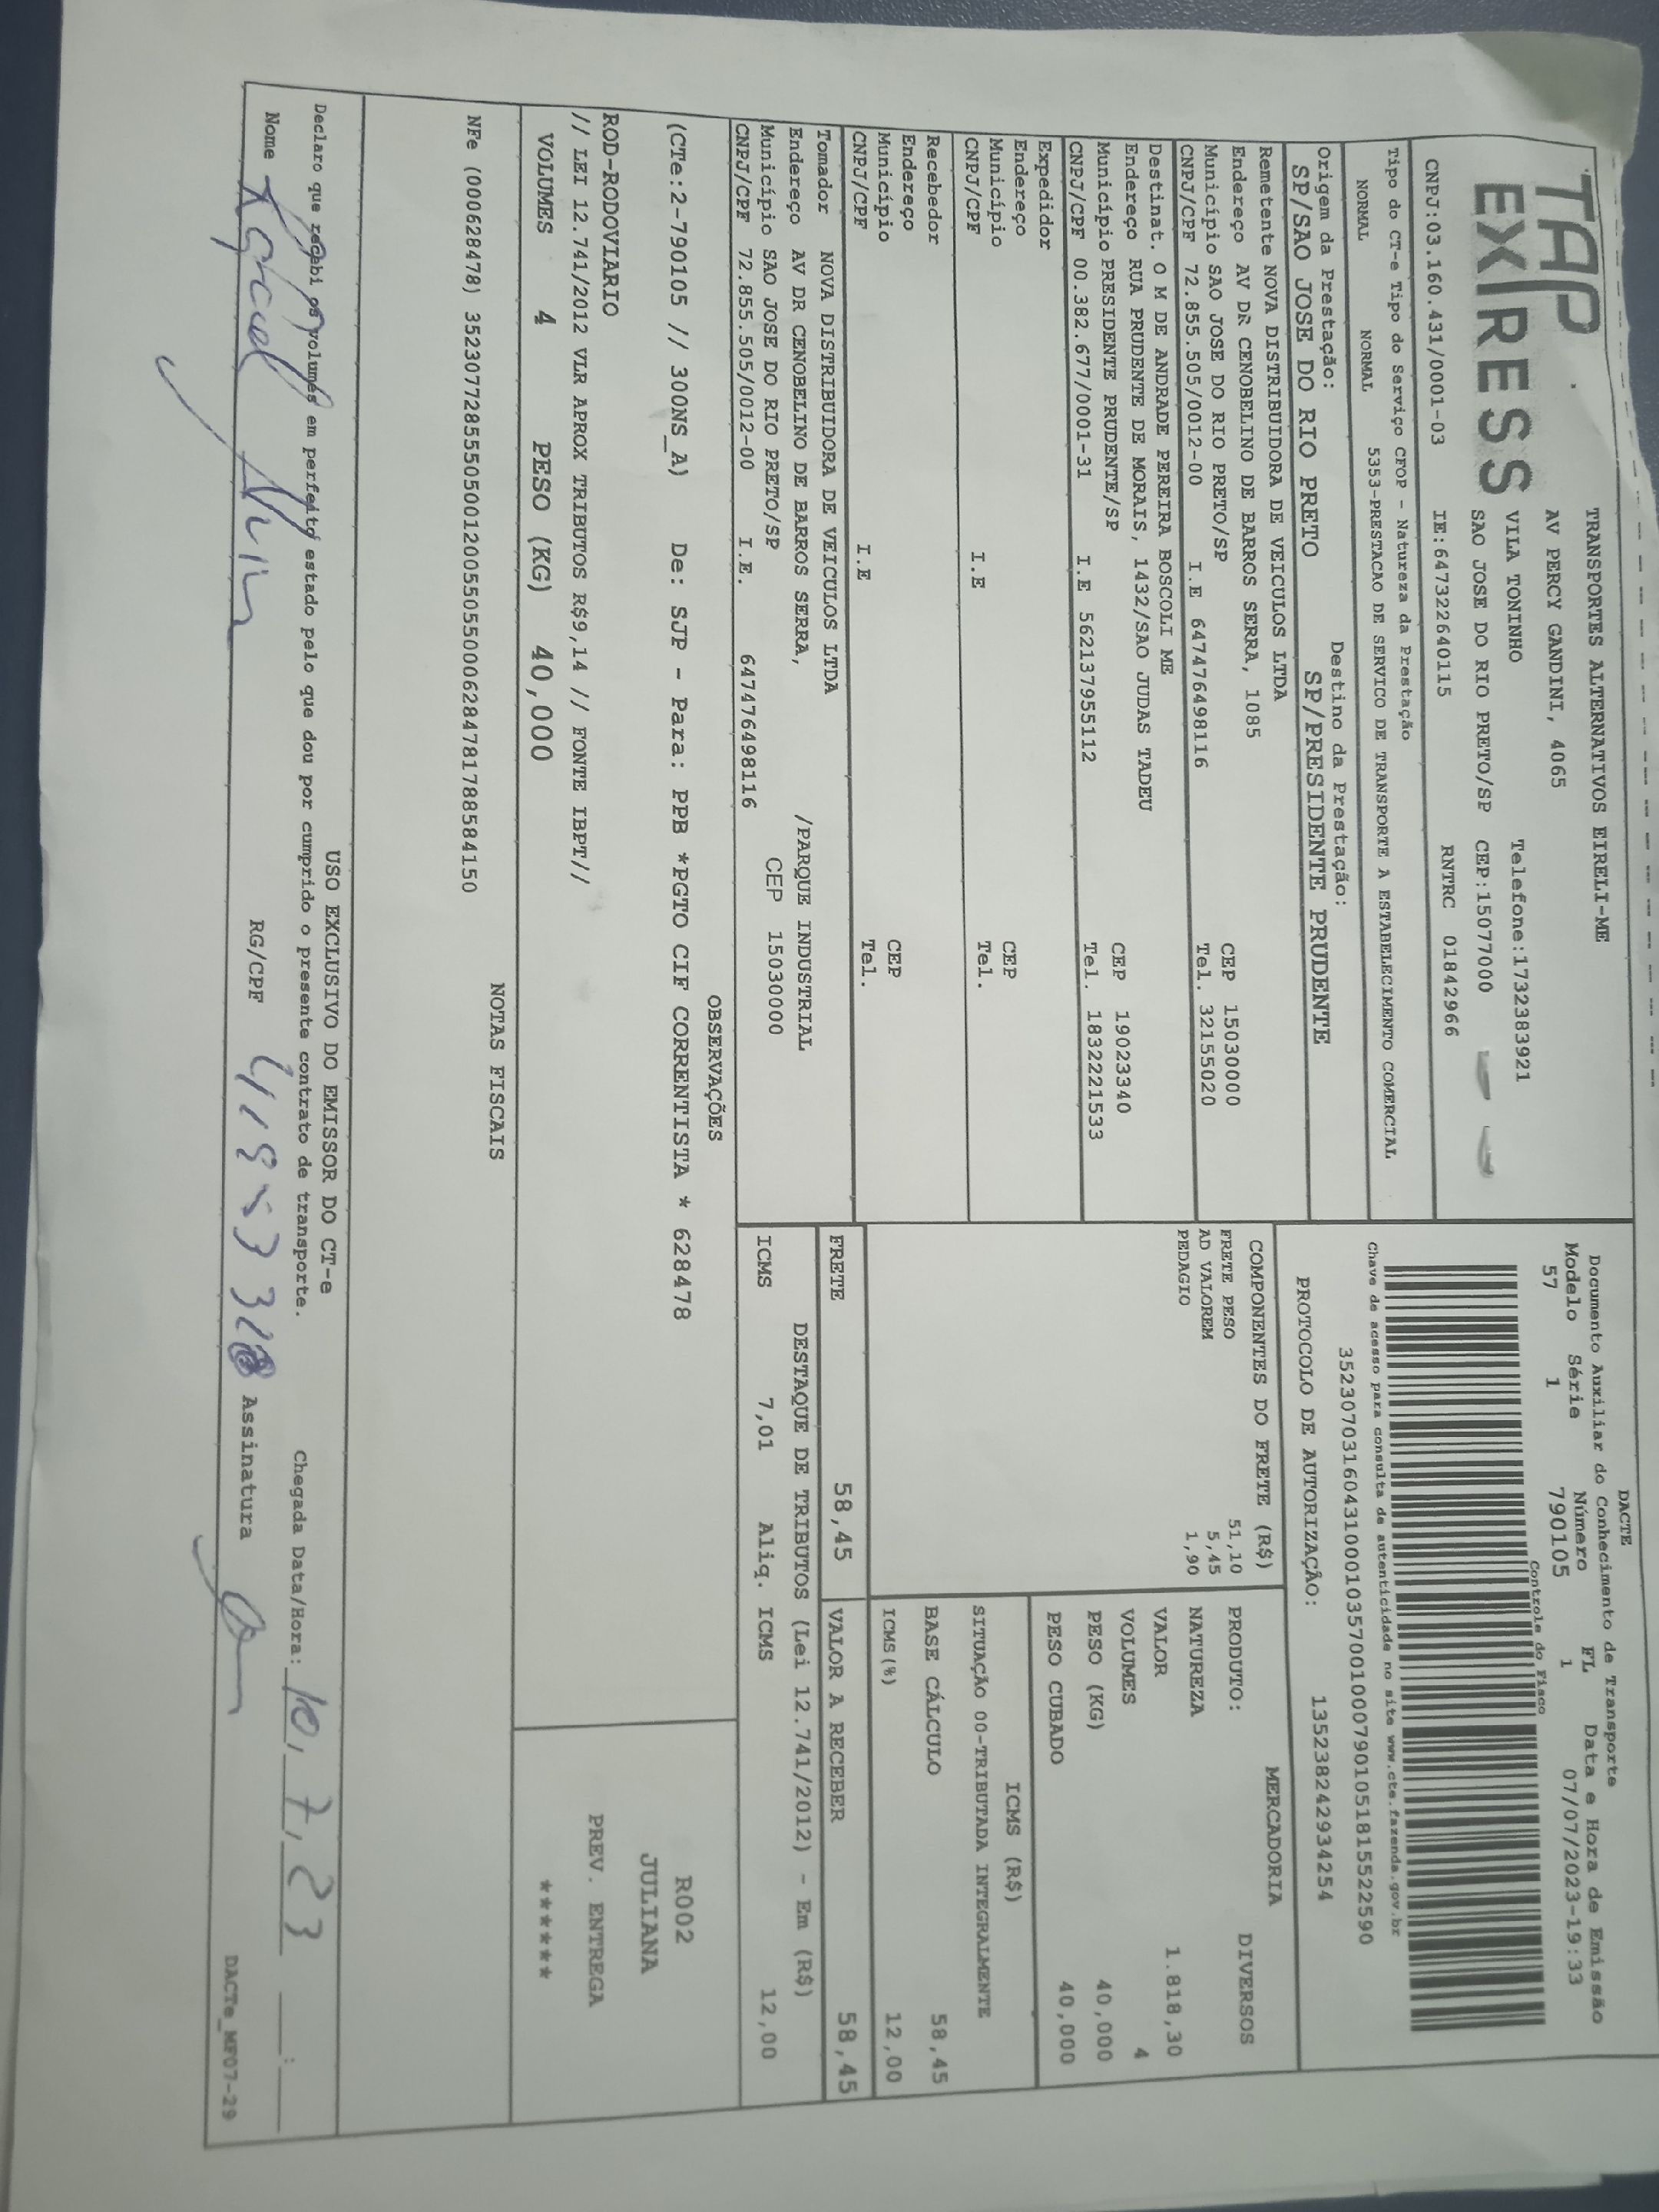 TAP EXPRESS
TRANSPORTES ALTERNATIVOS EIRELI-ME
AV PERCY GANDINI, 4065
VILA TONINHO Telefone:1732383921
SAO JOSE DO RIO PRETO/SP CEP:15077000
CNPJ:03.160.431/0001-03 IE:647322640115 RNTRC 01842966
Tipo do CT-e Tipo do Serviço CFOP - Natureza da Prestação
NORMAL NORMAL 5353-PRESTACAO DE SERVICO DE TRANSPORTE A ESTABELECIMENTO COMERCIAL
Origem da Prestação: Destino da Prestação:
SP/SAO JOSE DO RIO PRETO SP/PRESIDENTE PRUDENTE
DACTE
Documento Auxiliar do Conhecimento de Transporte
Modelo Série Número FL Data e Hora de Emissão
57 1 790105 1 07/07/2023-19:33
Controle do Fisco
Chave de acesso para consulta de autenticidade no site www.cte.fazenda.gov.br
35230703160431000103570010007901051815522590
PROTOCOLO DE AUTORIZAÇÃO: 135238242934254
Remetente NOVA DISTRIBUIDORA DE VEICULOS LTDA
Endereço AV DR CENOBELINO DE BARROS SERRA, 1085
Município SAO JOSE DO RIO PRETO/SP CEP 15030000
CNPJ/CPF 72.855.505/0012-00 I.E 647476498116 Tel. 32155020
Destinat. O M DE ANDRADE PEREIRA BOSCOLI ME
Endereço RUA PRUDENTE DE MORAIS, 1432/SAO JUDAS TADEU
Município PRESIDENTE PRUDENTE/SP CEP 19023340
CNPJ/CPF 00.382.677/0001-31 I.E 562137955112 Tel. 1832221533
Expedidor
Endereço
Município CEP
CNPJ/CPF I.E Tel.
Recebedor
Endereço
Município CEP
CNPJ/CPF I.E Tel.
Tomador NOVA DISTRIBUIDORA DE VEICULOS LTDA
Endereço AV DR CENOBELINO DE BARROS SERRA, /PARQUE INDUSTRIAL
Município SAO JOSE DO RIO PRETO/SP CEP 15030000
CNPJ/CPF 72.855.505/0012-00 I.E. 647476498116
COMPONENTES DO FRETE (R$)
FRETE PESO 51,10
AD VALOREM 5,45
PEDAGIO 1,90
MERCADORIA
PRODUTO: DIVERSOS
NATUREZA
VALOR 1.818,30
VOLUMES 4
PESO (KG) 40,000
PESO CUBADO 40,000
ICMS (R$)
SITUAÇÃO 00-TRIBUTADA INTEGRALMENTE
BASE CÁLCULO 58,45
ICMS(%) 12,00
FRETE 58,45 VALOR A RECEBER 58,45
DESTAQUE DE TRIBUTOS (Lei 12.741/2012) - Em (R$)
ICMS 7,01 Aliq. ICMS 12,00
OBSERVAÇÕES
(CTe:2-790105 // 300NS_A) De: SJP - Para: PPB *PGTO CIF CORRENTISTA * 628478
ROD-RODOVIARIO
// LEI 12.741/2012 VLR APROX TRIBUTOS R$9,14 // FONTE IBPT//
R002
JULIANA
PREV. ENTREGA
******
VOLUMES 4 PESO (KG) 40,000
NOTAS FISCAIS
NFe (000628478) 35230772855505001200550550006284781788584150
USO EXCLUSIVO DO EMISSOR DO CT-e
Declaro que recebi os volumes em perfeito estado pelo que dou por cumprido o presente contrato de transporte. Chegada Data/Hora: 10, 7, 23 __:__
Nome RG/CPF Assinatura
DACTe_MF07-29